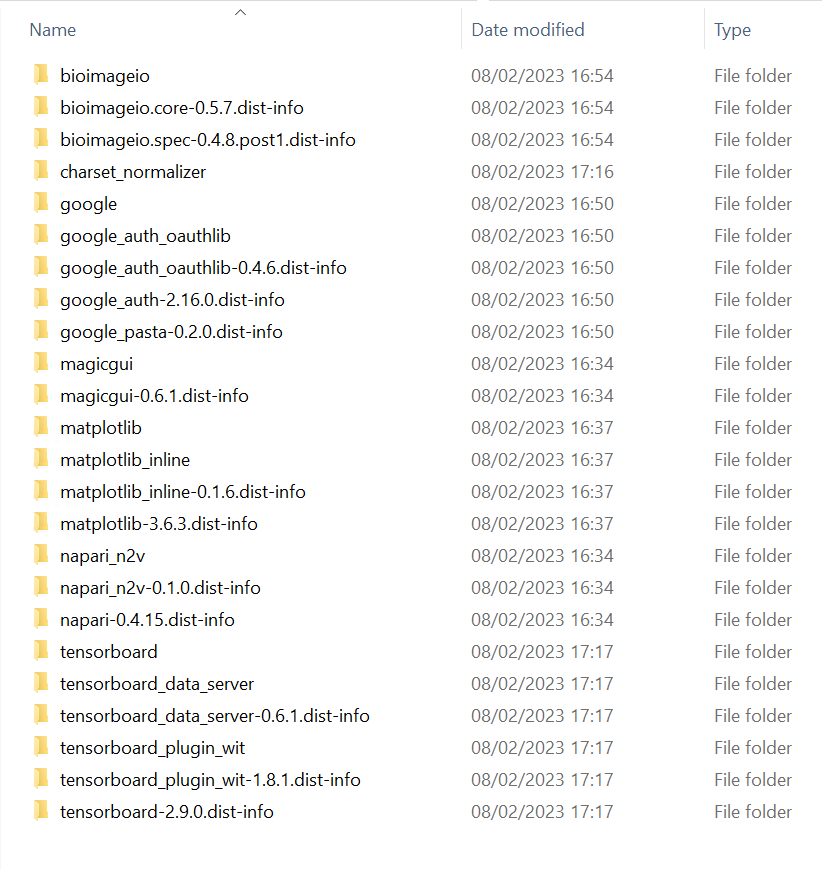 Name Date modified Type
bioimageio 08/02/2023 16:54 File folder
bioimageio.core-0.5.7.dist-info 08/02/2023 16:54 File folder
bioimageio.spec-0.4.8.post1.dist-info 08/02/2023 16:54 File folder
charset_normalizer 08/02/2023 17:16 File folder
google 08/02/2023 16:50 File folder
google_auth_oauthlib 08/02/2023 16:50 File folder
google_auth_oauthlib-0.4.6.dist-info 08/02/2023 16:50 File folder
google_auth-2.16.0.dist-info 08/02/2023 16:50 File folder
google_pasta-0.2.0.dist-info 08/02/2023 16:50 File folder
magicgui 08/02/2023 16:34 File folder
magicgui-0.6.1.dist-info 08/02/2023 16:34 File folder
matplotlib 08/02/2023 16:37 File folder
matplotlib_inline 08/02/2023 16:37 File folder
matplotlib_inline-0.1.6.dist-info 08/02/2023 16:37 File folder
matplotlib-3.6.3.dist-info 08/02/2023 16:37 File folder
napari_n2v 08/02/2023 16:34 File folder
napari_n2v-0.1.0.dist-info 08/02/2023 16:34 File folder
napari-0.4.15.dist-info 08/02/2023 16:34 File folder
tensorboard 08/02/2023 17:17 File folder
tensorboard_data_server 08/02/2023 17:17 File folder
tensorboard_data_server-0.6.1.dist-info 08/02/2023 17:17 File folder
tensorboard_plugin_wit 08/02/2023 17:17 File folder
tensorboard_plugin_wit-1.8.1.dist-info 08/02/2023 17:17 File folder
tensorboard-2.9.0.dist-info 08/02/2023 17:17 File folder